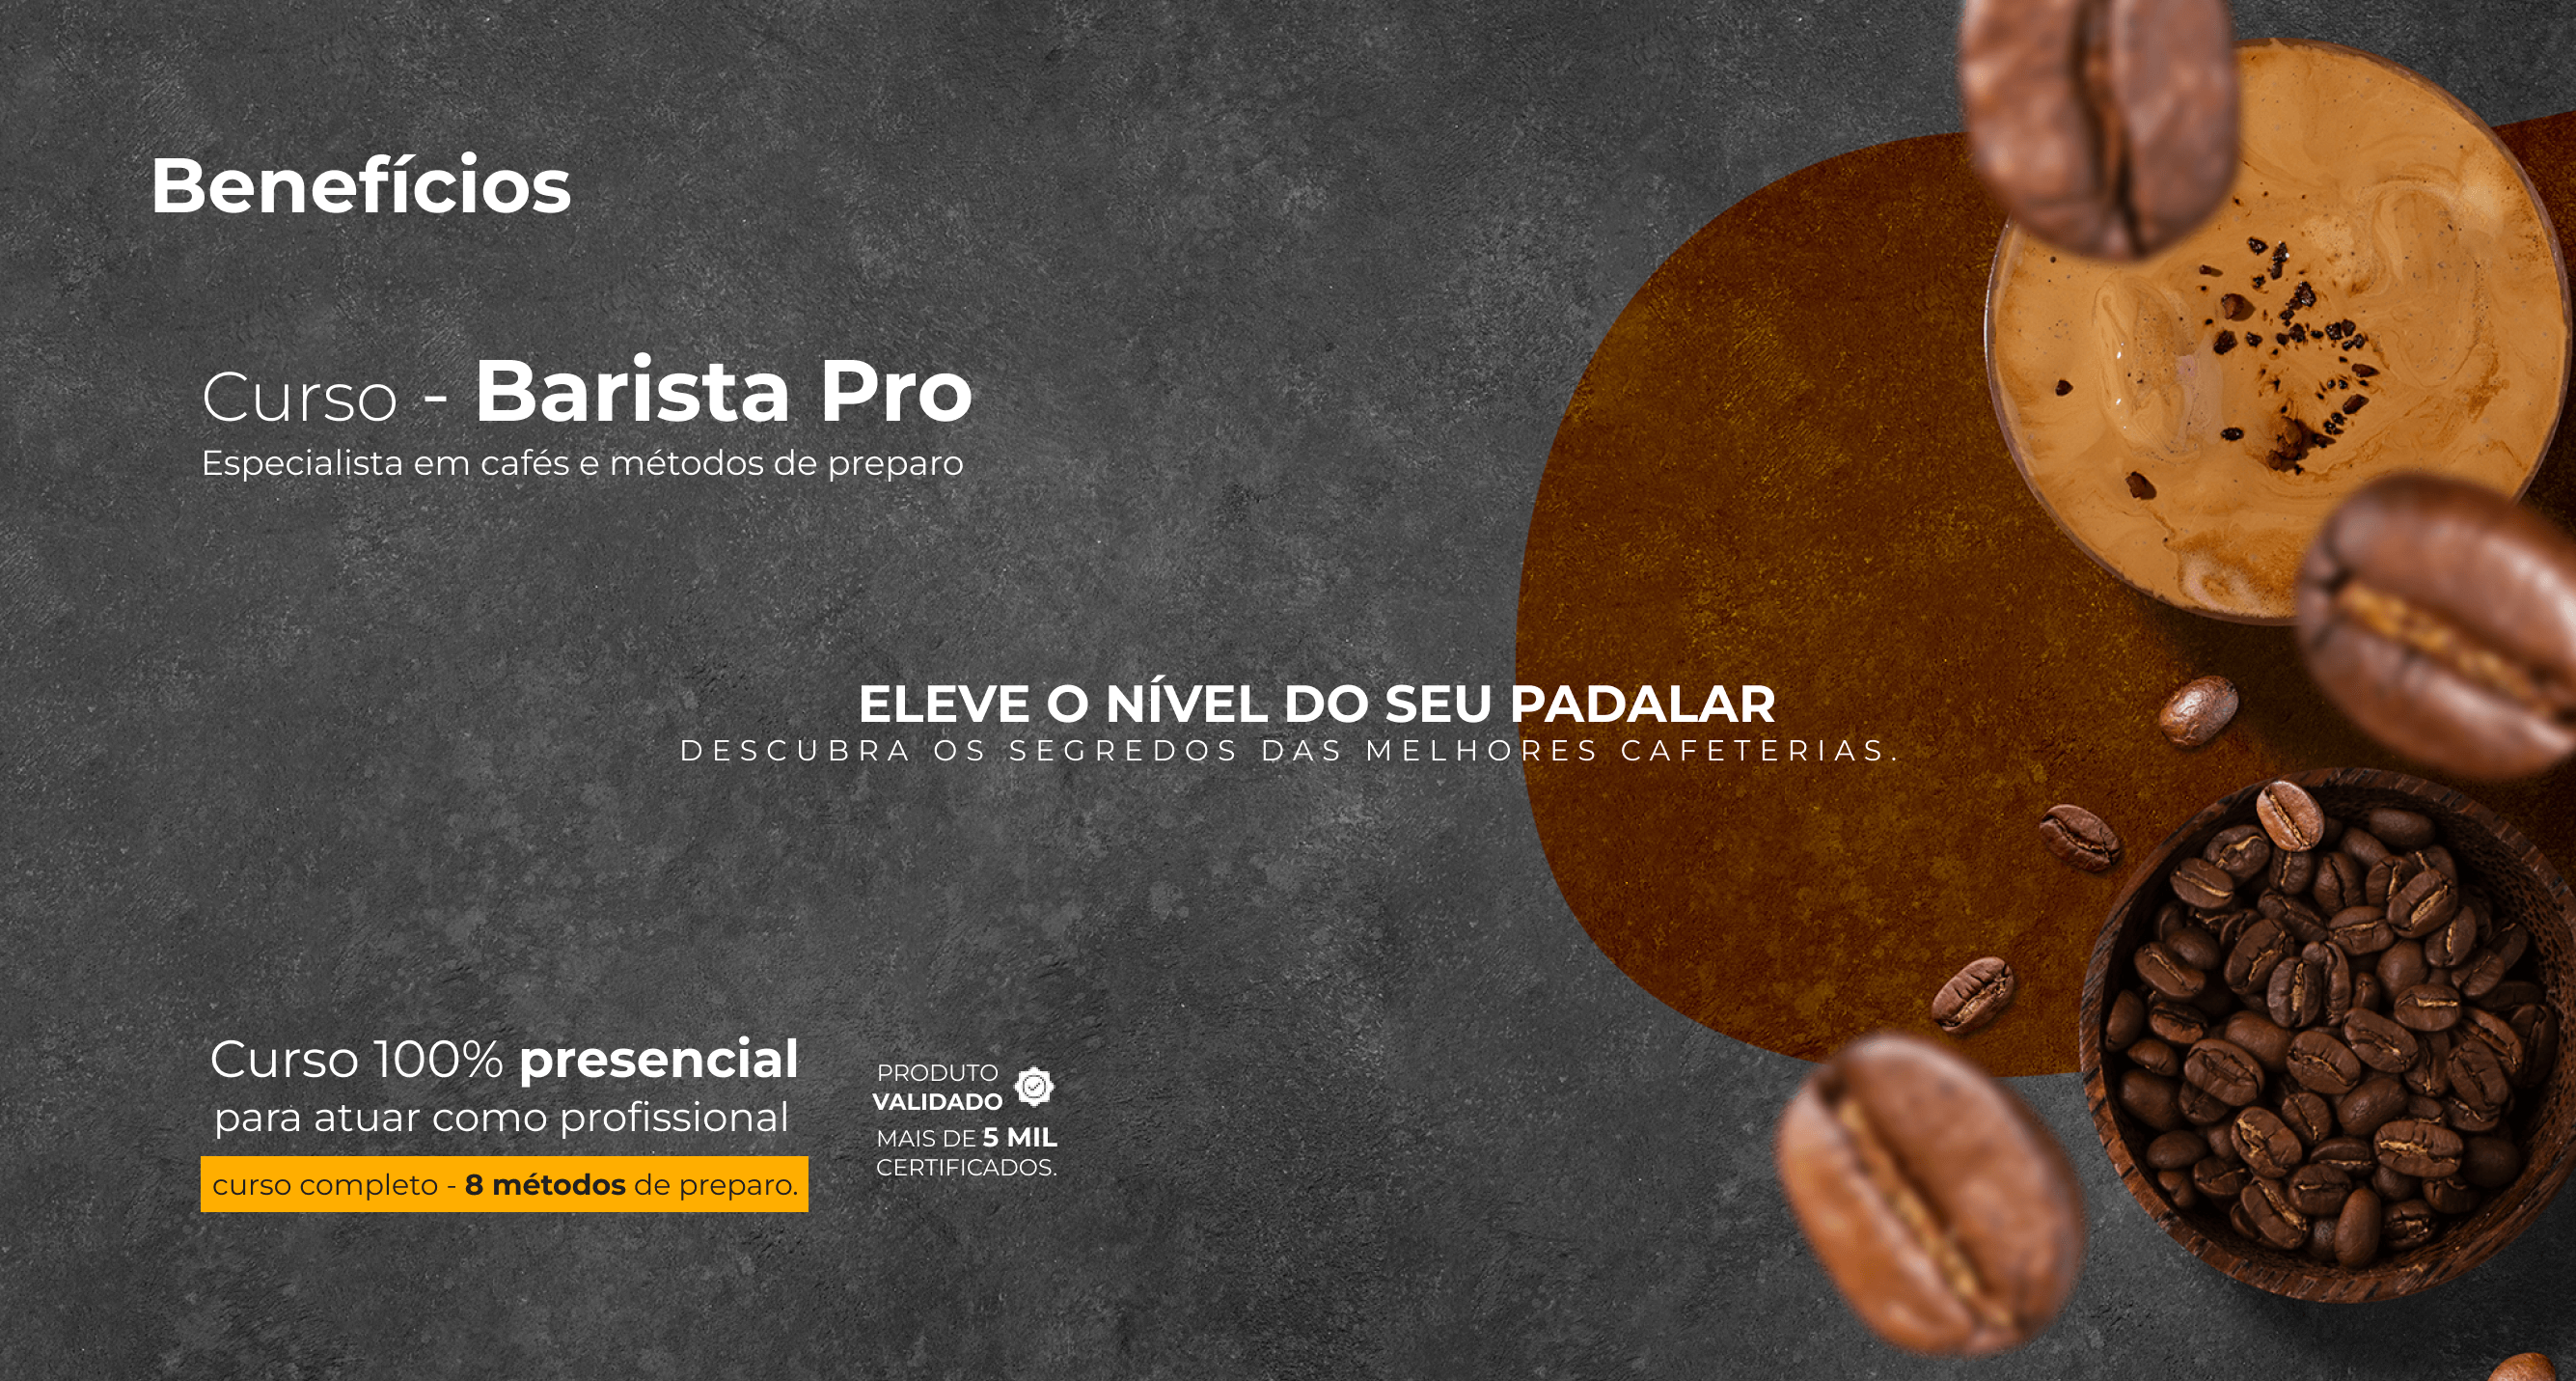 Benefícios
Curso - Barista Pro
Especialista em cafés e métodos de preparo
ELEVE O NÍVEL DO SEU PADALAR
DESCUBRA OS SEGREDOS DAS MELHORES CAFETERIAS.
Curso 100% presencial
para atuar como profissional
curso completo - 8 métodos de preparo.
PRODUTO
VALIDADO
MAIS DE 5 MIL
CERTIFICADOS.